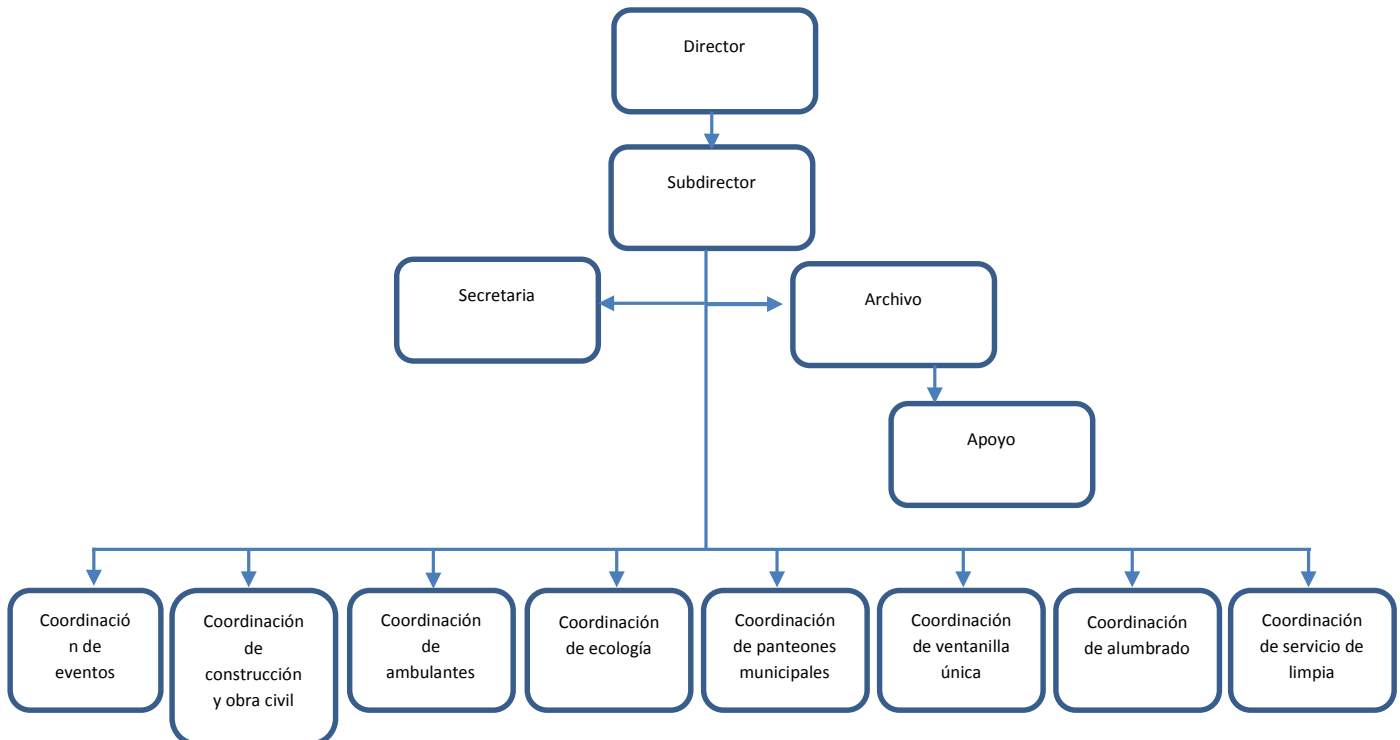 Director
Subdirector
Secretaria
Archivo
Apoyo
Coordinació
n de
eventos
Coordinación
de
construcción
y obra civil
Coordinación
de
ambulantes
Coordinación
de ecología
Coordinación
de panteones
municipales
Coordinación
de ventanilla
única
Coordinación
de alumbrado
Coordinación
de servicio de
limpia